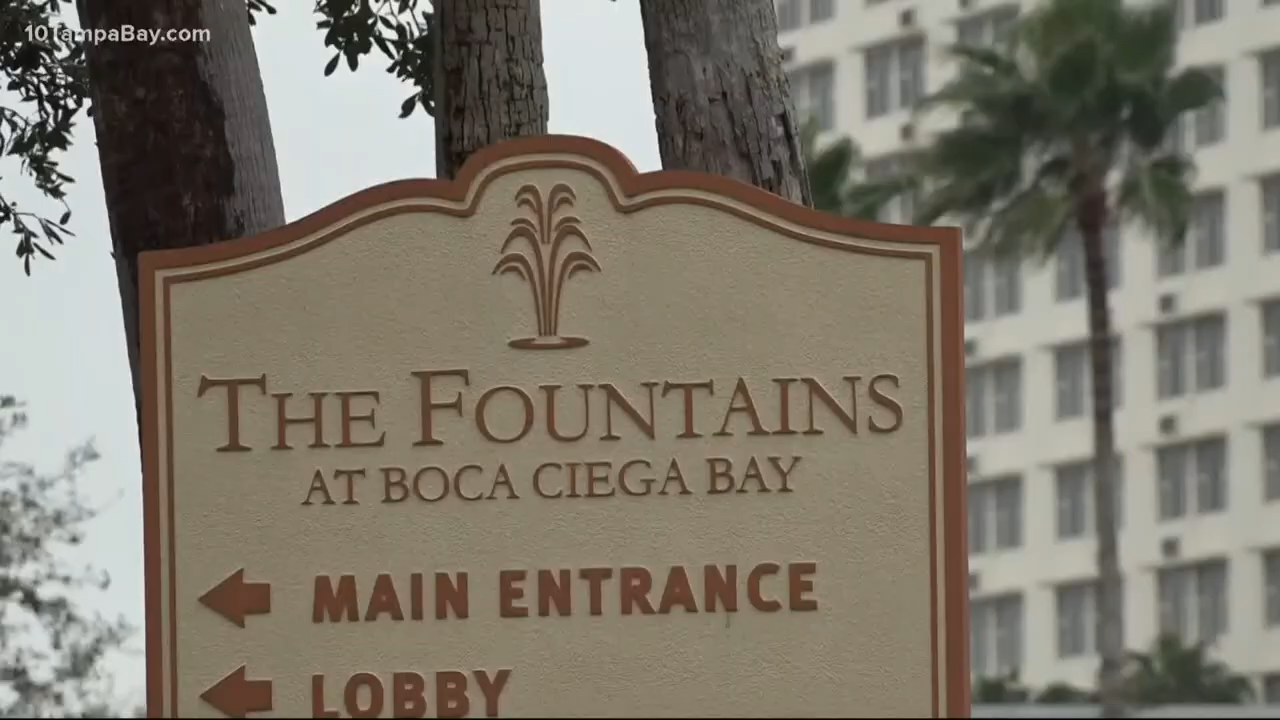 10TampaBay.com
THE FOUNTAINS
AT BOCA CIEGA BAY
MAIN ENTRANCE
LOBBY